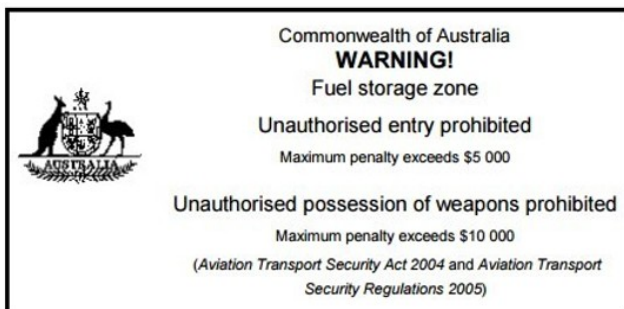 Commonwealth of Australia
WARNING!
Fuel storage zone
Unauthorised entry prohibited
Maximum penalty exceeds $5 000
AUSTRALIA
Unauthorised possession of weapons prohibited
Maximum penalty exceeds $10 000
(Aviation Transport Security Act 2004 and Aviation Transport
Security Regulations 2005)